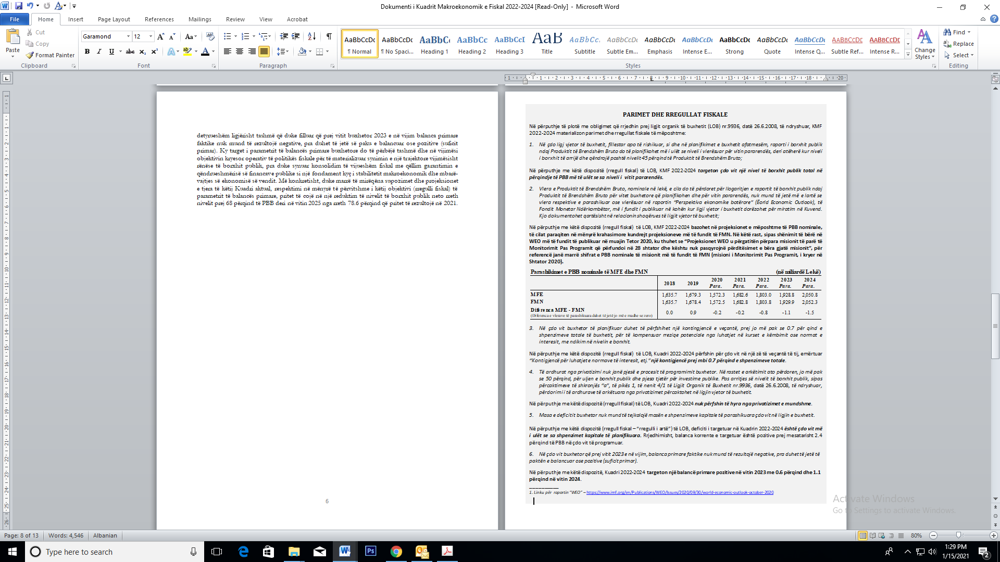 Dokumenti i Kuadrit Makroekonomik e Fiskal 2022-2024 [Read-Only] - Microsoft Word
File Home Insert Page Layout References Mailings Review View Acrobat
Cut
Copy
Format Painter
Paste
Clipboard
Garamond 12
Font
Paragraph
AaBbCcDc AaBbCcDc AaBbC AaBbCc AaBbCcI AaB AaBbCc. AaBbCcDc AaBbCcDc AaBbCcDc AaBbCcDc AaBbCcDc AaBbCcDc AABBCCDE AABBCCDI
¶ Normal ¶ No Spaci... Heading 1 Heading 2 Heading 3 Title Subtitle Subtle Em... Emphasis Intense E... Strong Quote Intense Q... Subtle Ref... Intense R...
Styles
Change Styles
Find
Replace
Select
Editing
detyrueshëm ligjërisht tashmë që duke filluar që prej vitit buxhetor 2023 e në vijim balanca primare
faktike nuk mund të rezultojë negative, pra duhet të jetë së paku e balancuar ose pozitive (suficit
primar). Ky target i parametrit të balancës primare buxhetore do të përbëjë tashmë dhe në vijimësi
objektivin kryesor operativ të politikës fiskale për të materializuar synimin e një trajektore vijimësisht
rënëse të borxhit publik, pra duke synuar konsolidim të vijueshëm fiskal me qëllim garantimin e
qëndrueshmërisë së financave publike si një fondament kyç i stabilitetit makroekonomik dhe mbarë-
vajtjes së ekonomisë së vendit. Më konkretisht, duke marrë të mirëqëna supozimet dhe projeksionet
e tjera të këtij Kuadri aktual, respektimi në mënyrë të përvitshme i këtij objektivi (rregulli fiskal) të
parametrit të balancës primare, pritet të çojë në një reduktim të nivelit të borxhit publik neto rreth
nivelit prej 68 përqind të PBB deri në vitin 2025 nga rreth 78.6 përqind që pritet të rezultojë në 2021.
6
PARIMET DHE RREGULLAT FISKALE
Në përputhje të plotë me obligimet që rrjedhin prej ligjit organik të buxhetit (LOB) nr.9936, datë 26.6.2008, të ndryshuar, KMF
2022-2024 materializon parimet dhe rregullat fiskale të mëposhtme:
1. Në çdo ligj vjetor të buxhetit, fillestar apo të rishikuar, si dhe në planifikimet e buxhetit afatmesëm, raporti i borxhit publik
ndaj Produktit të Brendshëm Bruto do të planifikohet më i ulët se niveli i vlerësuar për vitin pararendës, deri atëherë kur niveli
i borxhit të arrijë dhe qëndrojë poshtë nivelit 45 përqind të Produktit të Brendshëm Bruto;
Në përputhje me këtë dispozitë (rregull fiskal) të LOB, KMF 2022-2024 targeton çdo vit një nivel të borxhit publik total në
përqindje të PBB më të ulët se sa niveli i vitit pararendës.
2. Vlera e Produktit të Brendshëm Bruto, nominale në lekë, e cila do të përdoret për llogaritjen e raportit të borxhit publik ndaj
Produktit të Brendshëm Bruto për vitet buxhetore që planifikohen dhe për vitin pararendës, nuk mund të jetë më e lartë se
vlera respektive e parashikuar ose vlerësuar në raportin "Perspektiva ekonomike botërore" (Ëorld Economic Outlook), të
Fondit Monetar Ndërkombëtar, më i fundit i publikuar në kohën kur ligji vjetor i buxhetit dorëzohet për miratim në Kuvend.
Kjo dokumentohet qartësisht në relacionin shoqërues të ligjit vjetor të buxhetit;
Në përputhje me këtë dispozitë (rregull fiskal) të LOB, KMF 2022-2024 bazohet në projeksionet e mëposhtme të PBB nominale,
të cilat paraqiten në mënyrë krahasimore kundrejt projeksioneve më të fundit të FMN. Në këtë rast, sipas shënimit të bërë në
WEO më të fundit të publikuar në muajin Tetor 2020, ku thuhet se "Projeksionet WEO u përgatitën përpara misionit të parë të
Monitorimit Pas Programit që përfundoi në 28 shtator dhe kështu nuk pasqyrojnë përditësimet e bëra gjatë misionit", për
referencë janë marrë shifrat e PBB nominale të misionit më të fundit të FMN (misioni i Monitorimit Pas Programit, i kryer në
Shtator 2020).
Parashikimet e PBB nominale të MFE dhe FMN (në miliardë Lekë)
2018 2019 2020 Para. 2021 Para. 2022 Para. 2023 Para. 2024 Para.
MFE 1,635.7 1,679.3 1,572.3 1,682.6 1,803.0 1,928.8 2,050.8
FMN 1,635.7 1,678.4 1,572.5 1,682.8 1,803.8 1,929.9 2,052.3
Diferenca MFE - FMN 0.0 0.9 -0.2 -0.2 -0.8 -1.1 -1.5
(Diferenca e vlerave të parashikuara duhet të jetë jo më e madhe se zero)
3. Në çdo vit buxhetor të planifikuar duhet të përfshihet një kontingjencë e veçantë, prej jo më pak se 0.7 për qind e
shpenzimeve totale të buxhetit, për të kompensuar rreziqe potenciale nga luhatjet në kurset e këmbimit ose normat e
interesit, me ndikim në nivelin e borxhit.
Në përputhje me këtë dispozitë (rregull fiskal) të LOB, Kuadri 2022-2024 përfshin për çdo vit në një zë të veçantë të tij, emërtuar
"Kontigjencë për luhatjet e normave të interesit, etj." një kontigjencë prej mbi 0.7 përqind e shpenzimeve totale.
4. Të ardhurat nga privatizimi nuk janë pjesë e procesit të programimit buxhetor. Në rastet e arkëtimit ato përdoren, jo më pak
se 50 përqind, për uljen e borxhit publik dhe pjesa tjetër për investime publike. Pas arritjes së nivelit të borxhit publik, sipas
përcaktimeve të shkronjës "a", të pikës 1, të nenit 4/1 të Ligjit Organik të Buxhetit nr.9936, datë 26.6.2008, të ndryshuar,
përdorimi i të ardhurave të arkëtuara nga privatizimet përcaktohet në ligjin vjetor të buxhetit.
Në përputhje me këtë dispozitë (rregull fiskal) të LOB, Kuadri 2022-2024 nuk përfshin të hyra nga privatizimet e mundshme.
5. Masa e deficitit buxhetor nuk mund të tejkalojë masën e shpenzimeve kapitale të parashikuara çdo vit në ligjin e buxhetit.
Në përputhje me këtë dispozitë (rregull fiskal – "rregulli i artë") të LOB, deficiti i targetuar në Kuadrin 2022-2024 është çdo vit më
i ulët se sa shpenzimet kapitale të planifikuara. Rrjedhimisht, balanca korrente e targetuar është pozitive prej mesatarisht 2.4
përqind të PBB në çdo vit të programuar.
6. Në çdo vit buxhetor që prej vitit 2023 e në vijim, balanca primare faktike nuk mund të rezultojë negative, pra duhet të jetë të
paktën e balancuar ose pozitive (suficit primar).
Në përputhje me këtë dispozitë, Kuadri 2022-2024 targeton një balancë primare pozitive në vitin 2023 me 0.6 përqind dhe 1.1
përqind në vitin 2024.
1. Linku për raportin "WEO" – https://www.imf.org/en/Publications/WEO/Issues/2020/09/30/world-economic-outlook-october-2020
Activate Windows
Go to Settings to activate Windows.
Page: 8 of 13 Words: 4,546 Albanian 80%
Type here to search
1:29 PM
1/15/2021
2